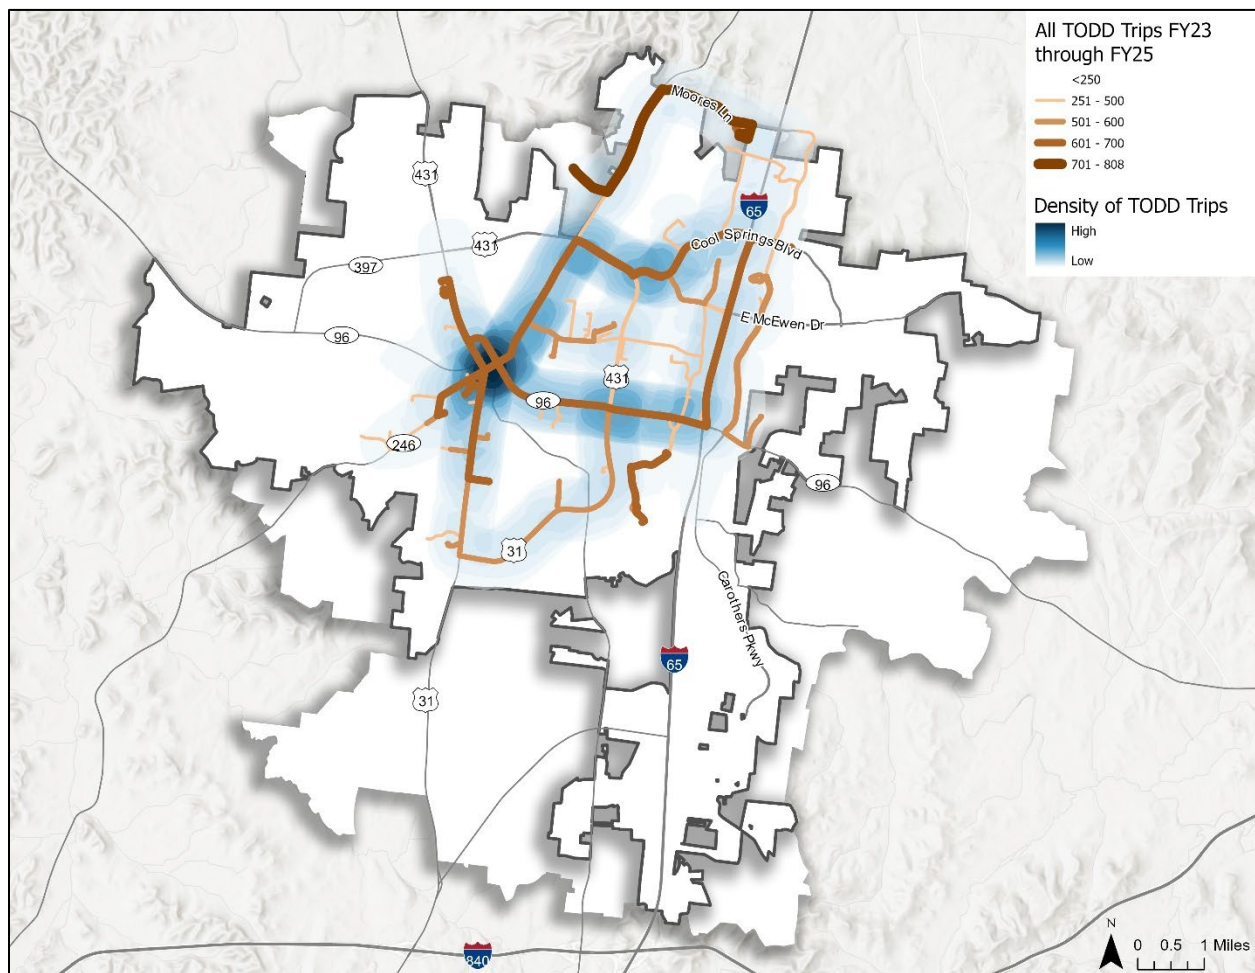 All TODD Trips FY23
through FY25
<250
251 - 500
501 - 600
601 - 700
701 - 808
Density of TODD Trips
High
Low
Moores Ln
431
65
Cool Springs Blvd
431
397
E McEwen Dr
96
431
96
246
96
31
Carothers Pkwy
65
31
N
0 0.5 1 Miles
840